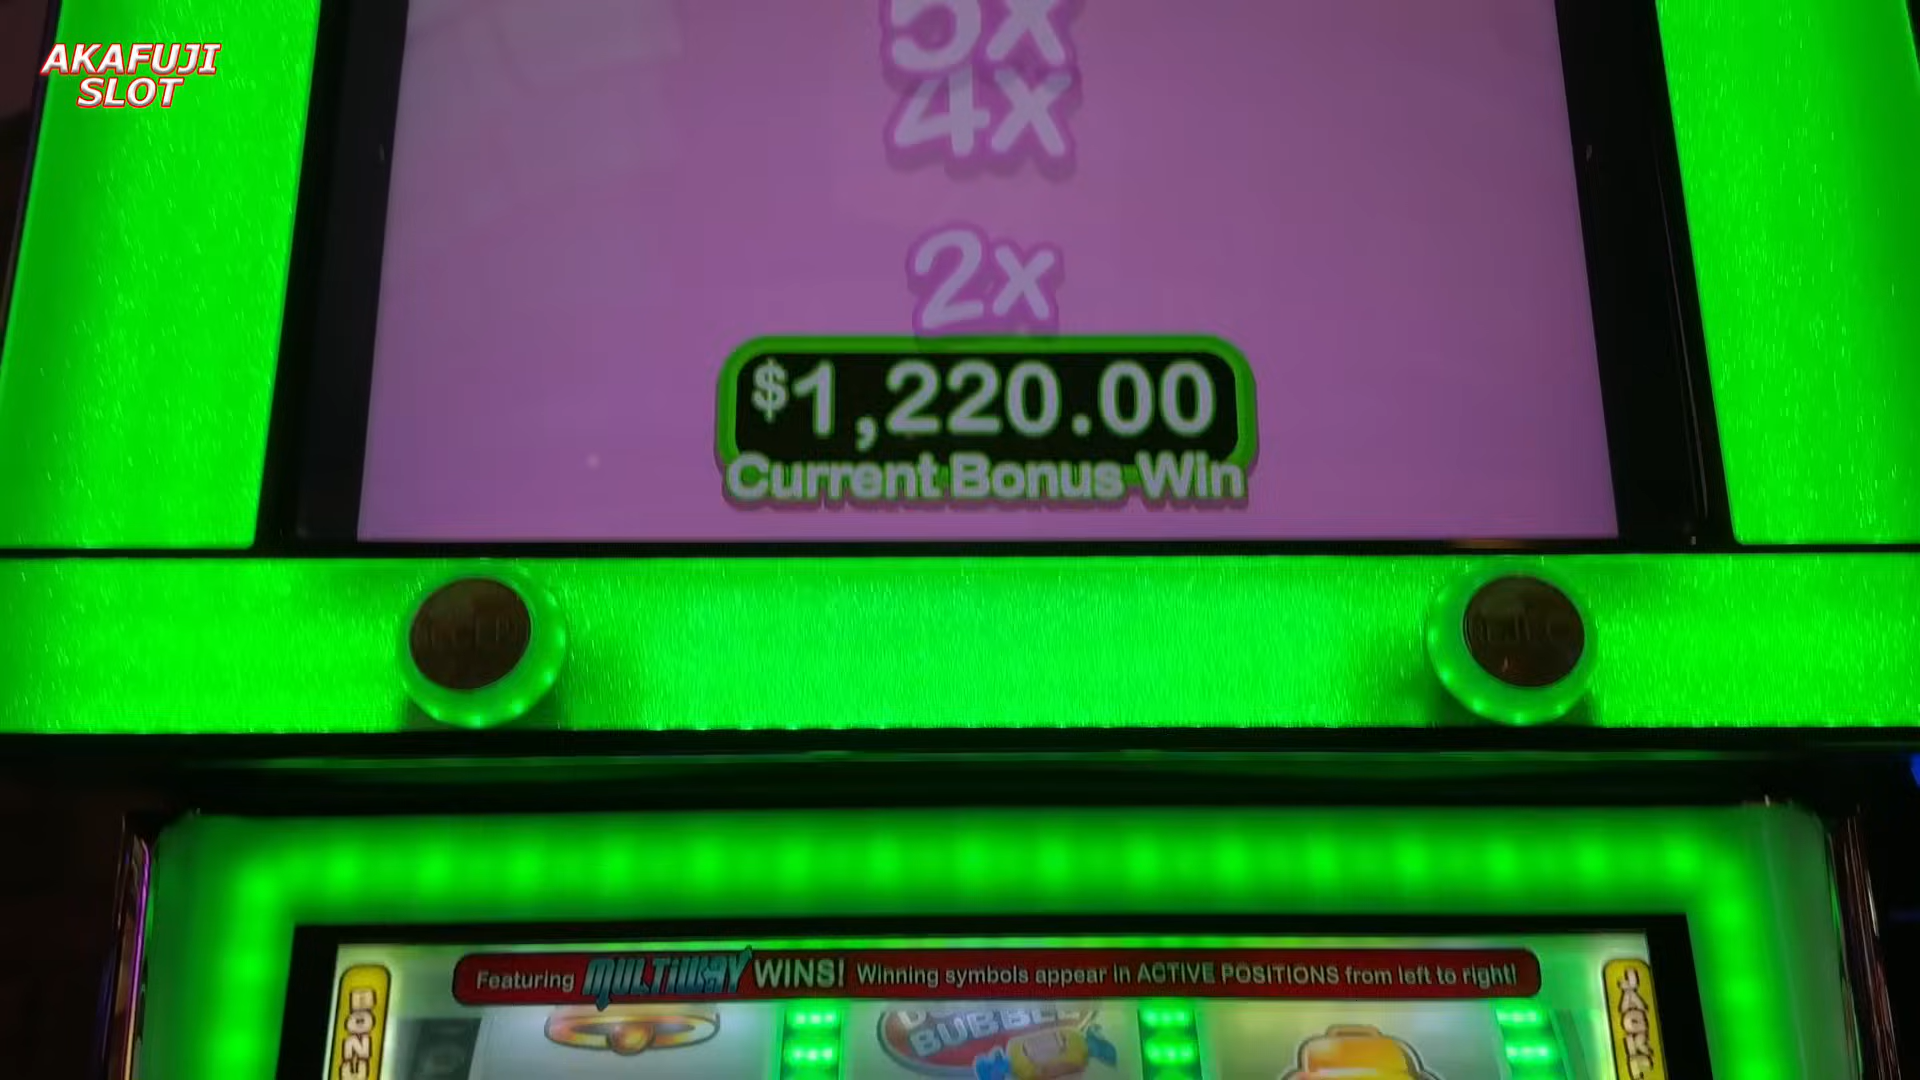 AKAFUJI
SLOT
5x
4x
2x
$1,220.00
Current Bonus Win
REJECT
Featuring MULTIWAY WINS! Winning symbols appear in ACTIVE POSITIONS from left to right!
BUBBLE